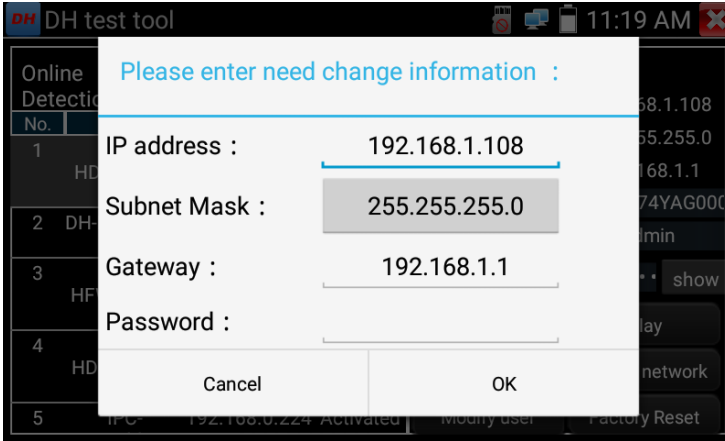 DH DH test tool 11:19 AM
Online
Detectio
No.
Please enter need change information :
IP address : 192.168.1.108
Subnet Mask : 255.255.255.0
Gateway : 192.168.1.1
Password :
Cancel OK
68.1.108
55.255.0
168.1.1
74YAG000
dmin
show
lay
network
1
HD
2 DH-
3
HF
4
HD
5 IPC- 192.168.0.224 Activated Modify user Factory Reset